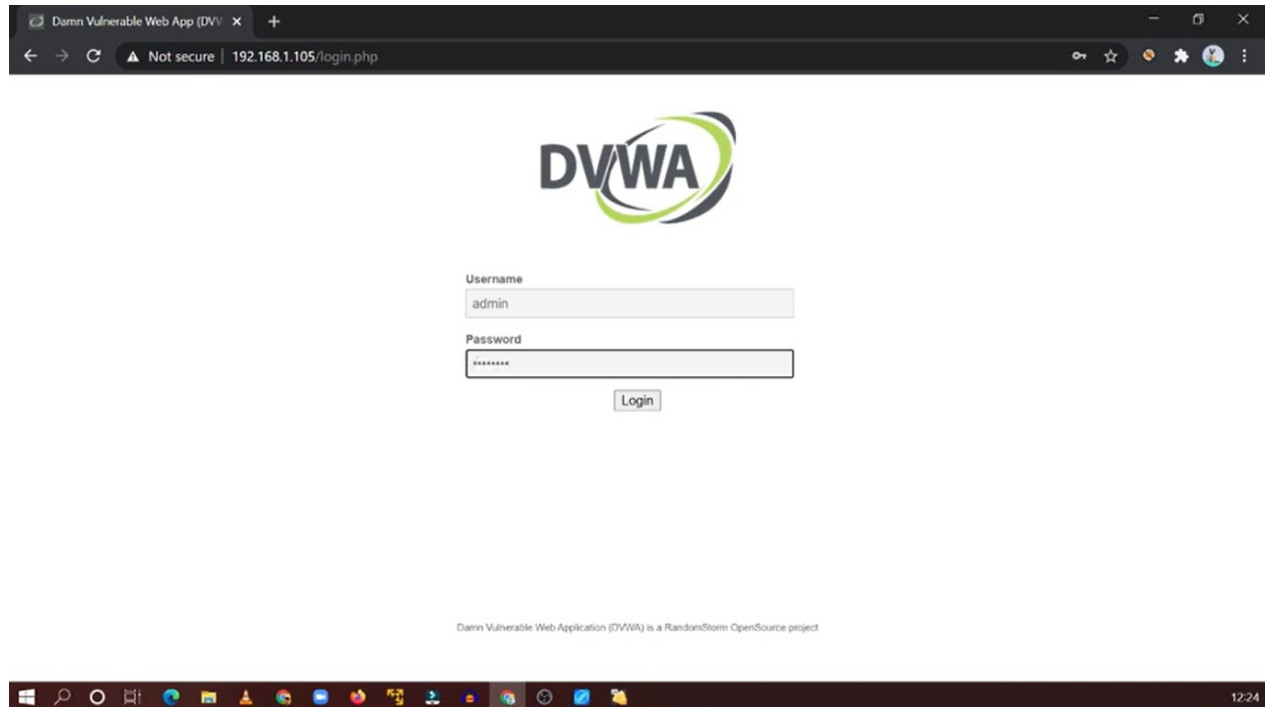 Damn Vulnerable Web App (DVW
Not secure | 192.168.1.105/login.php
DVWA
Username
admin
Password
********
Login
Damn Vulnerable Web Application (DVWA) is a RandomStorm OpenSource project
12:24